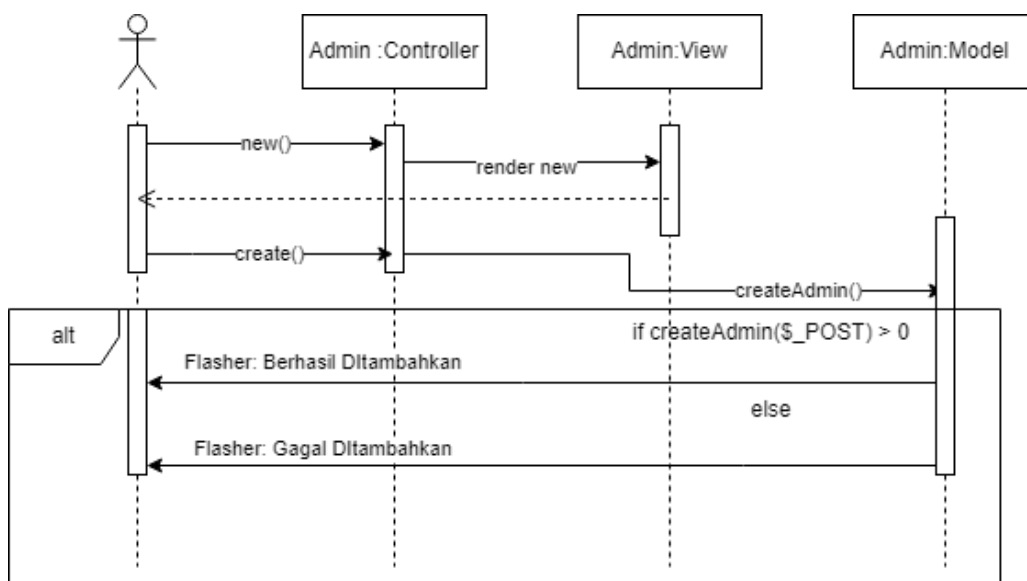 Admin :Controller
Admin:View
Admin:Model
new()
render new
create()
createAdmin()
alt
if createAdmin($_POST) > 0
Flasher: Berhasil DItambahkan
else
Flasher: Gagal DItambahkan